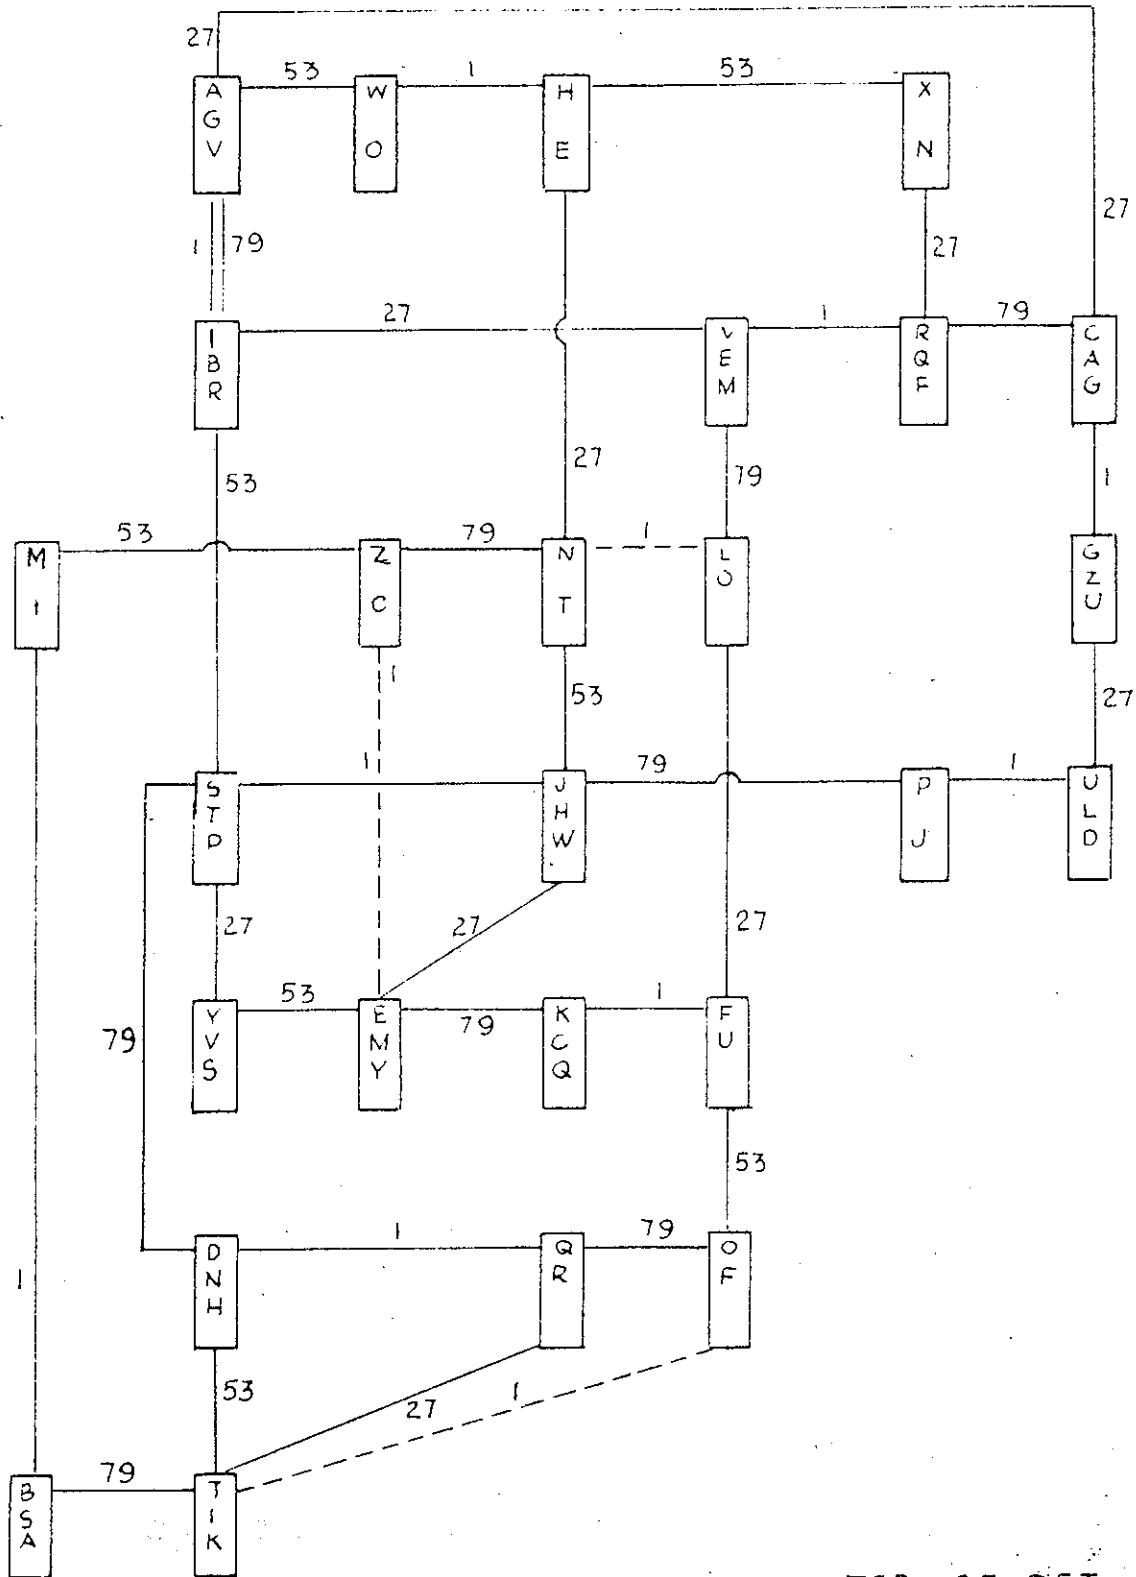 27
53 1 53
AGV WO HE XN
27
1 79 27
27 1 79
IBR VEM RQF CAG
53 27 79 1
53 79 1
MI ZC NT LO GZU
1 53 27
1 79 1
STP JHW PJ ULD
27 27 27
53 79 1
YVS EMY KCQ FU
79
53
1 79
DNH QR OF
1
53 27 1
79
BSA TIK